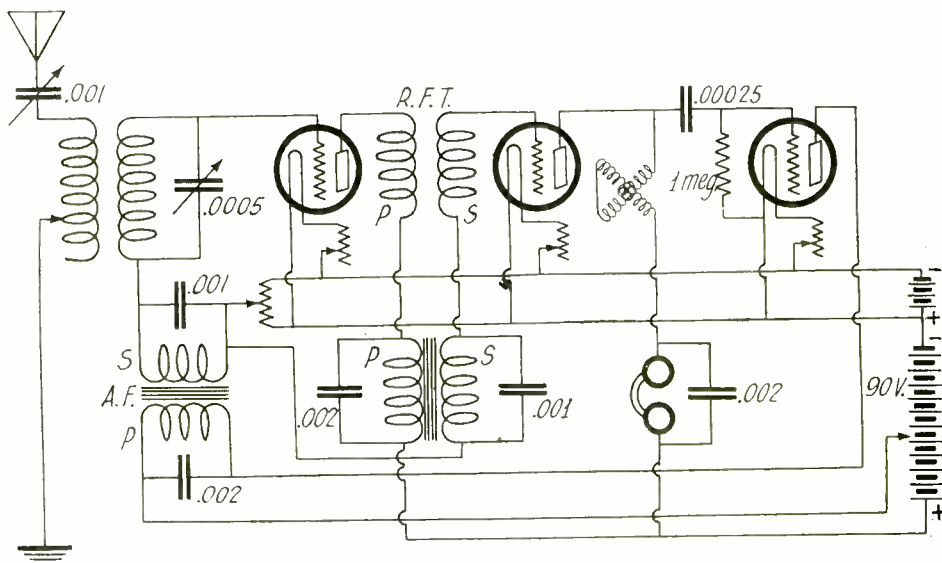 .001
R.F.T.
.00025
.0005
P
S
1 meg.
.001
-
S
P
S
+
-
A.F.
.002
.001
.002
90V.
P
.002
+